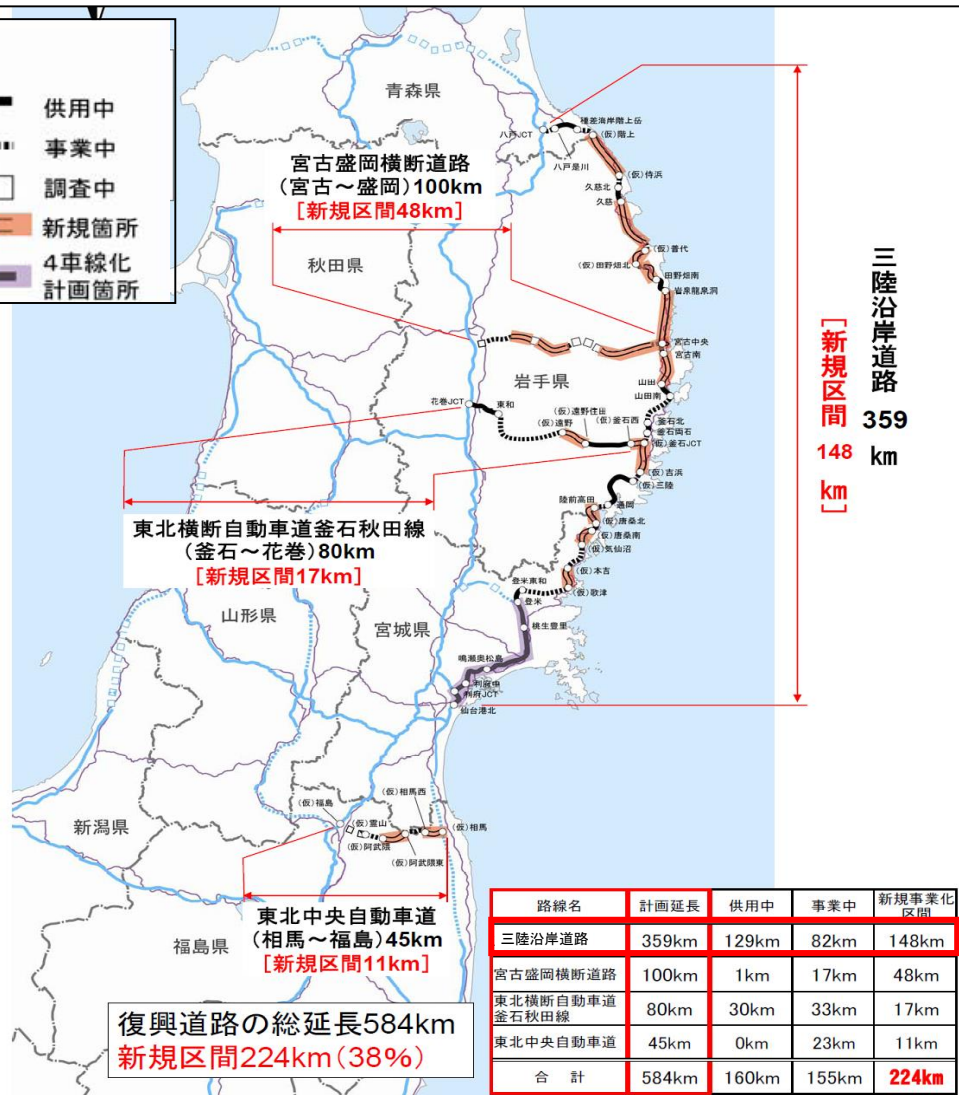 供用中
事業中
調査中
新規箇所
4車線化
計画箇所
青森県
八戸JCT
種差海岸階上岳
(仮)階上
八戸是川
宮古盛岡横断道路
(宮古~盛岡)100km
[新規区間48km]
(仮)侍浜
久慈北
久慈
秋田県
(仮)普代
(仮)田野畑北
田野畑南
岩泉龍泉洞
三陸沿岸道路 359 km
[新規区間 148 km]
宮古中央
宮古南
岩手県
山田
山田南
花巻JCT
東和
(仮)遠野住田
(仮)遠野
(仮)釜石西
釜石北
釜石両石
(仮)釜石JCT
(仮)吉浜
(仮)三陸
陸前高田
通岡
(仮)唐桑北
(仮)唐桑南
(仮)気仙沼
東北横断自動車道釜石秋田線
(釜石~花巻)80km
[新規区間17km]
(仮)本吉
登米東和
(仮)歌津
登米
山形県
宮城県
桃生豊里
鳴瀬奥松島
利府中
利府JCT
仙台港北
(仮)相馬西
(仮)福島
(仮)霊山
(仮)相馬
新潟県
(仮)阿武隈
(仮)阿武隈東
東北中央自動車道
(相馬~福島)45km
[新規区間11km]
福島県
復興道路の総延長584km
新規区間224km(38%)
路線名 計画延長 供用中 事業中 新規事業化区間
三陸沿岸道路 359km 129km 82km 148km
宮古盛岡横断道路 100km 1km 17km 48km
東北横断自動車道
釜石秋田線 80km 30km 33km 17km
東北中央自動車道 45km 0km 23km 11km
合 計 584km 160km 155km 224km